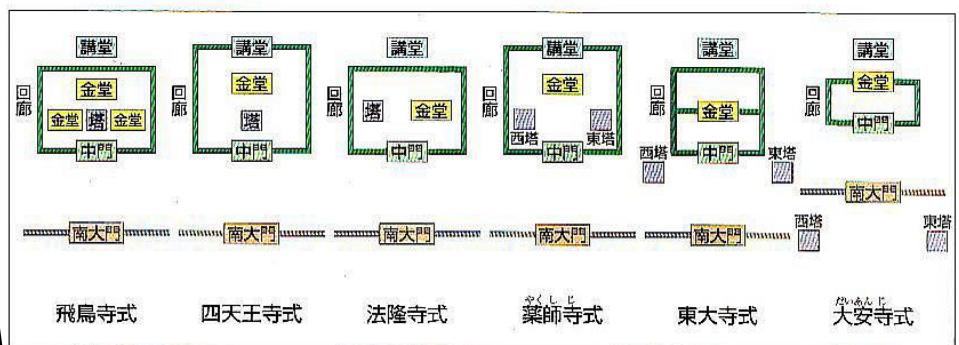 講堂
回廊
金堂
金堂 塔 金堂
中門
南大門
飛鳥寺式
講堂
回廊
金堂
塔
中門
南大門
四天王寺式
講堂
回廊
塔 金堂
中門
南大門
法隆寺式
講堂
回廊
金堂
西塔 東塔
中門
南大門
やくしじ
薬師寺式
講堂
回廊
金堂
中門
西塔 東塔
南大門
東大寺式
講堂
金堂
回廊
中門
南大門
西塔 東塔
だいあんじ
大安寺式